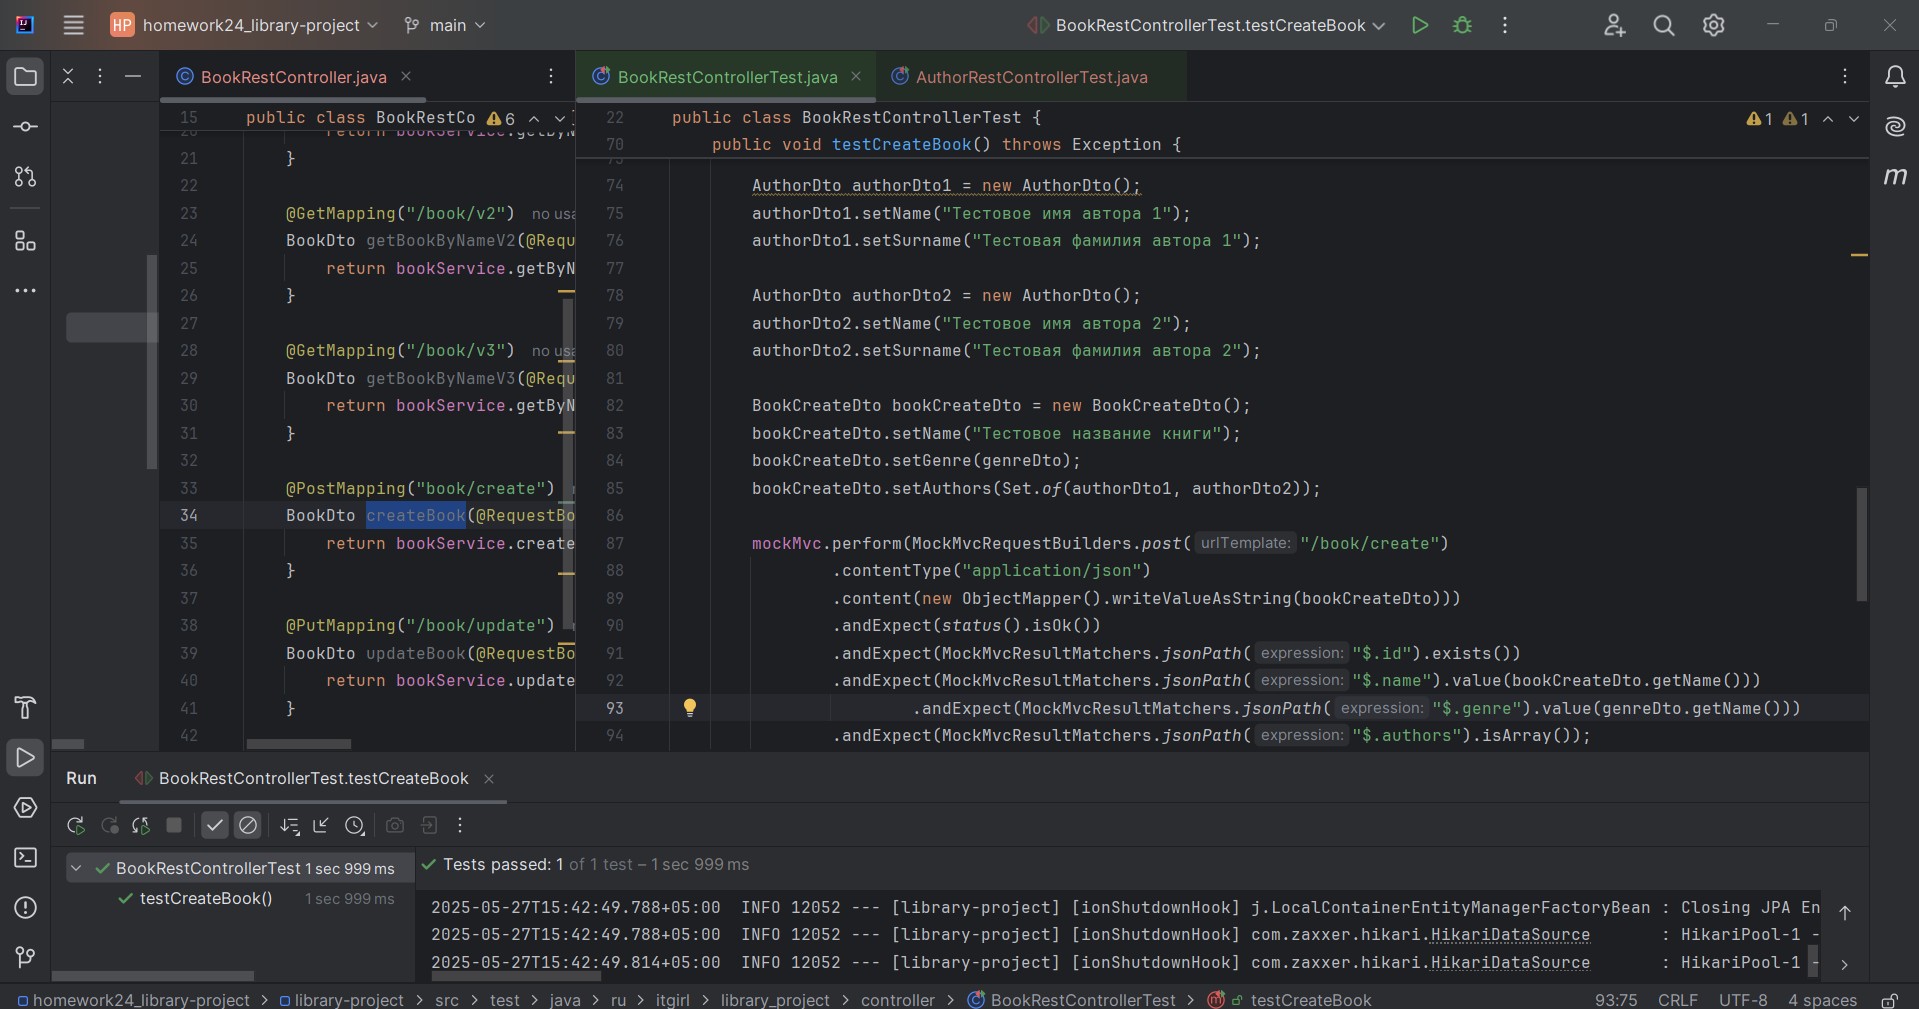 HP homework24_library-project main BookRestControllerTest.testCreateBook
BookRestController.java
15 public class BookRestCo 6
21 }
22
23 @GetMapping("/book/v2") no usa
24 BookDto getBookByNameV2(@Requ
25 return bookService.getByN
26 }
27
28 @GetMapping("/book/v3") no usa
29 BookDto getBookByNameV3(@Requ
30 return bookService.getByN
31 }
32
33 @PostMapping("book/create")
34 BookDto createBook(@RequestBo
35 return bookService.create
36 }
37
38 @PutMapping("/book/update")
39 BookDto updateBook(@RequestBo
40 return bookService.update
41 }
42
BookRestControllerTest.java AuthorRestControllerTest.java
22 public class BookRestControllerTest { 1 1
70 public void testCreateBook() throws Exception {
74 AuthorDto authorDto1 = new AuthorDto();
75 authorDto1.setName("Тестовое имя автора 1");
76 authorDto1.setSurname("Тестовая фамилия автора 1");
77
78 AuthorDto authorDto2 = new AuthorDto();
79 authorDto2.setName("Тестовое имя автора 2");
80 authorDto2.setSurname("Тестовая фамилия автора 2");
81
82 BookCreateDto bookCreateDto = new BookCreateDto();
83 bookCreateDto.setName("Тестовое название книги");
84 bookCreateDto.setGenre(genreDto);
85 bookCreateDto.setAuthors(Set.of(authorDto1, authorDto2));
86
87 mockMvc.perform(MockMvcRequestBuilders.post( urlTemplate: "/book/create")
88 .contentType("application/json")
89 .content(new ObjectMapper().writeValueAsString(bookCreateDto)))
90 .andExpect(status().isOk())
91 .andExpect(MockMvcResultMatchers.jsonPath( expression: "$.id").exists())
92 .andExpect(MockMvcResultMatchers.jsonPath( expression: "$.name").value(bookCreateDto.getName()))
93 .andExpect(MockMvcResultMatchers.jsonPath( expression: "$.genre").value(genreDto.getName()))
94 .andExpect(MockMvcResultMatchers.jsonPath( expression: "$.authors").isArray());
m
Run BookRestControllerTest.testCreateBook
BookRestControllerTest 1 sec 999 ms
testCreateBook() 1 sec 999 ms
Tests passed: 1 of 1 test – 1 sec 999 ms
2025-05-27T15:42:49.788+05:00 INFO 12052 --- [library-project] [ionShutdownHook] j.LocalContainerEntityManagerFactoryBean : Closing JPA En
2025-05-27T15:42:49.788+05:00 INFO 12052 --- [library-project] [ionShutdownHook] com.zaxxer.hikari.HikariDataSource : HikariPool-1 -
2025-05-27T15:42:49.814+05:00 INFO 12052 --- [library-project] [ionShutdownHook] com.zaxxer.hikari.HikariDataSource : HikariPool-1 -
homework24_library-project > library-project > src > test > java > ru > itgirl > library_project > controller > BookRestControllerTest > testCreateBook 93:75 CRLF UTF-8 4 spaces